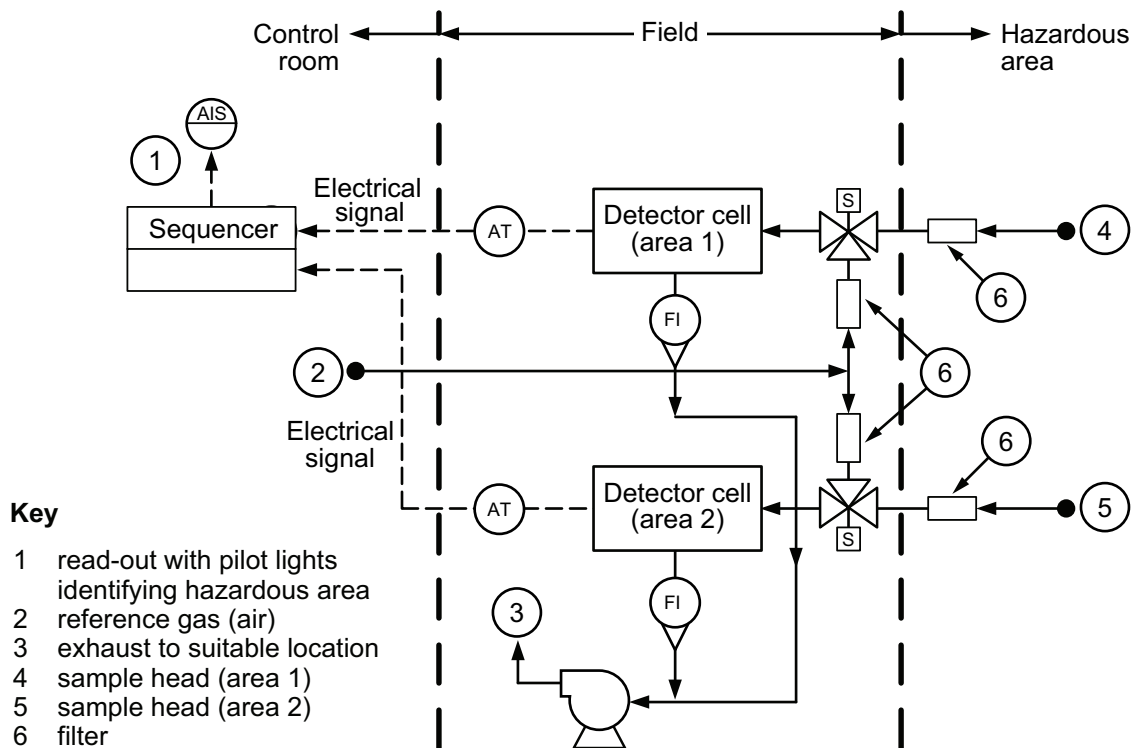 Control
room
Field
Hazardous
area
AIS
1
Electrical
signal
Sequencer
AT
Detector cell
(area 1)
S
4
6
FI
2
6
Electrical
signal
6
AT
Detector cell
(area 2)
S
5
FI
3
Key
1 read-out with pilot lights
identifying hazardous area
2 reference gas (air)
3 exhaust to suitable location
4 sample head (area 1)
5 sample head (area 2)
6 filter